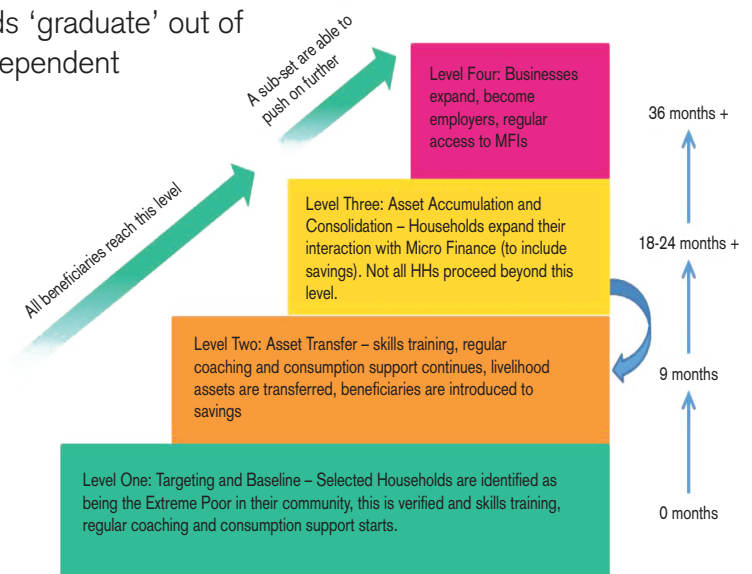 ds ‘graduate’ out of
ependent
A sub-set are able to
push on further
All beneficiaries reach this level
Level Four: Businesses
expand, become
employers, regular
access to MFIs
36 months +
Level Three: Asset Accumulation and
Consolidation – Households expand their
interaction with Micro Finance (to include
savings). Not all HHs proceed beyond this
level.
18-24 months +
Level Two: Asset Transfer – skills training, regular
coaching and consumption support continues, livelihood
assets are transferred, beneficiaries are introduced to
savings
9 months
Level One: Targeting and Baseline – Selected Households are identified as
being the Extreme Poor in their community, this is verified and skills training,
regular coaching and consumption support starts.
0 months